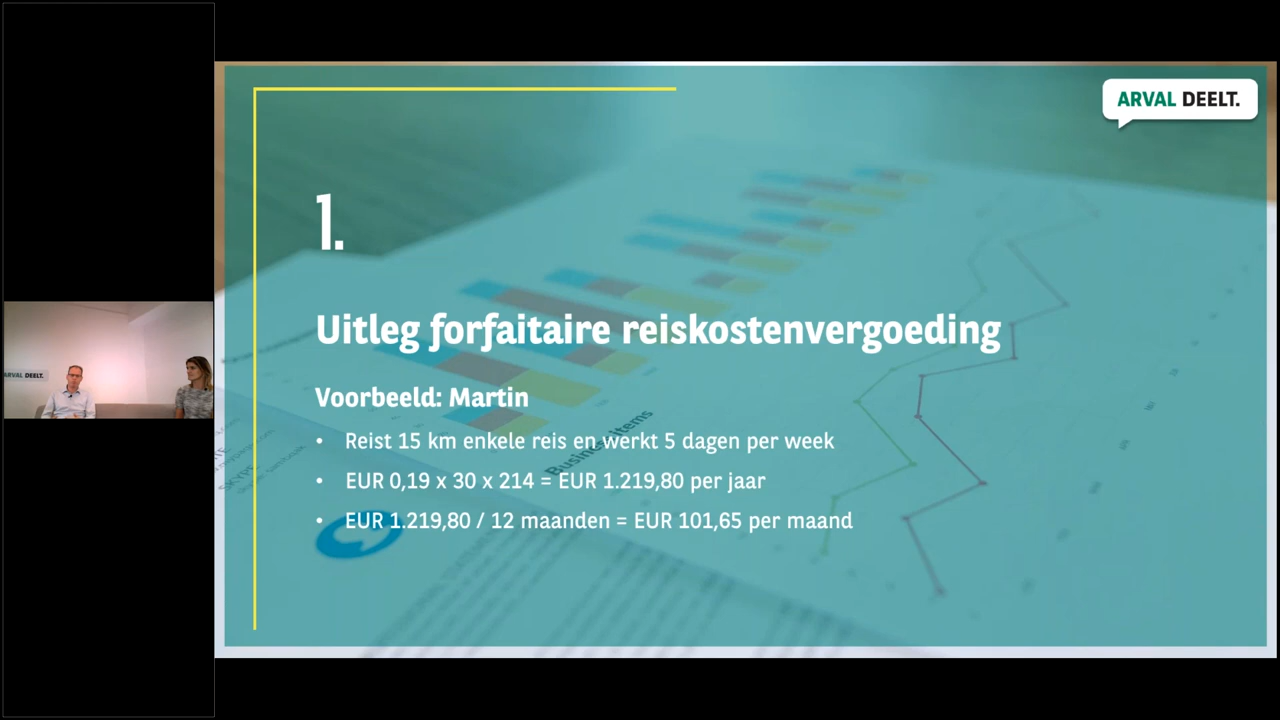 ARVAL DEELT.
1.
Uitleg forfaitaire reiskostenvergoeding
Voorbeeld: Martin
• Reist 15 km enkele reis en werkt 5 dagen per week
• EUR 0,19 x 30 x 214 = EUR 1.219,80 per jaar
• EUR 1.219,80 / 12 maanden = EUR 101,65 per maand
Business items
ARVAL DEELT.